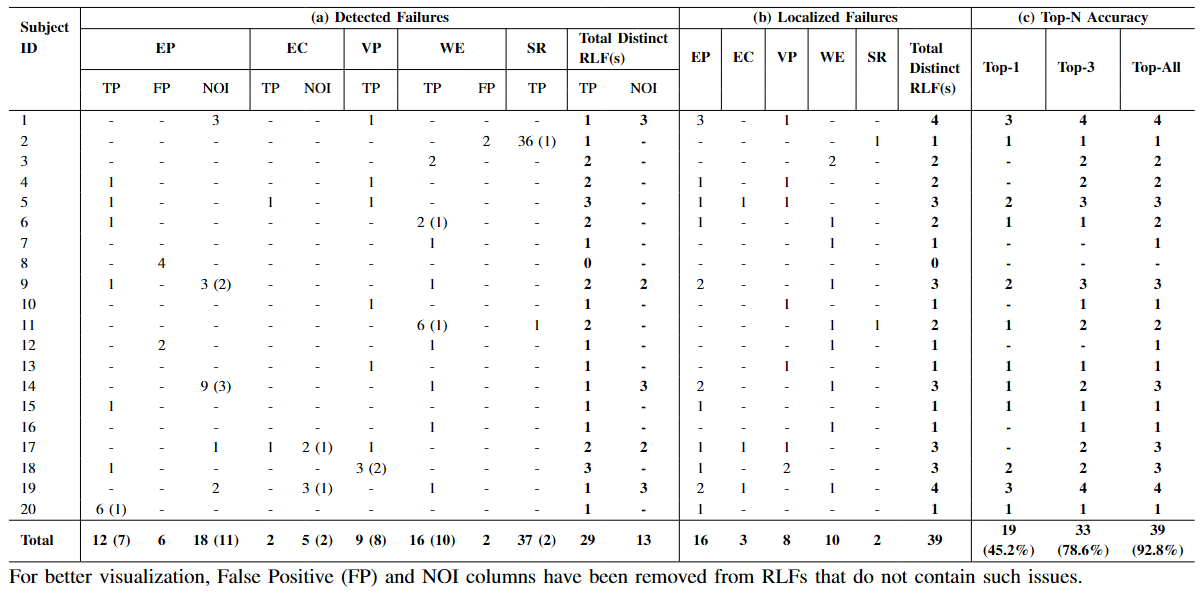 Subject ID (a) Detected Failures (b) Localized Failures (c) Top-N Accuracy
EP EC VP WE SR Total Distinct RLF(s) EP EC VP WE SR Total Distinct RLF(s) Top-1 Top-3 Top-All
TP FP NOI TP NOI TP TP FP TP TP NOI
1 - - 3 - - 1 - - - 1 3 3 - 1 - - 4 3 4 4
2 - - - - - - - 2 36 (1) 1 - - - - - 1 1 1 1 1
3 - - - - - - 2 - - 2 - - - - 2 - 2 - 2 2
4 1 - - - - 1 - - - 2 - 1 - 1 - - 2 - 2 2
5 1 - - 1 - 1 - - - 3 - 1 1 1 - - 3 2 3 3
6 1 - - - - - 2 (1) - - 2 - 1 - - 1 - 2 1 1 2
7 - - - - - - 1 - - 1 - - - - 1 - 1 - - 1
8 - 4 - - - - - - - 0 - - - - - - 0 - - -
9 1 - 3 (2) - - - 1 - - 2 2 2 - - 1 - 3 2 3 3
10 - - - - - 1 - - - 1 - - - 1 - - 1 - 1 1
11 - - - - - - 6 (1) - 1 2 - - - - 1 1 2 1 2 2
12 - 2 - - - - 1 - - 1 - - - - 1 - 1 - - 1
13 - - - - - 1 - - - 1 - - - 1 - - 1 1 1 1
14 - - 9 (3) - - - 1 - - 1 3 2 - - 1 - 3 1 2 3
15 1 - - - - - - - - 1 - 1 - - - - 1 1 1 1
16 - - - - - - 1 - - 1 - - - - 1 - 1 - 1 1
17 - - 1 1 2 (1) 1 - - - 2 2 1 1 1 - - 3 - 2 3
18 1 - - - - 3 (2) - - - 3 - 1 - 2 - - 3 2 2 3
19 - - 2 - 3 (1) - 1 - - 1 3 2 1 - 1 - 4 3 4 4
20 6 (1) - - - - - - - - 1 - 1 - - - - 1 1 1 1
Total 12 (7) 6 18 (11) 2 5 (2) 9 (8) 16 (10) 2 37 (2) 29 13 16 3 8 10 2 39 19 (45.2%) 33 (78.6%) 39 (92.8%)
For better visualization, False Positive (FP) and NOI columns have been removed from RLFs that do not contain such issues.